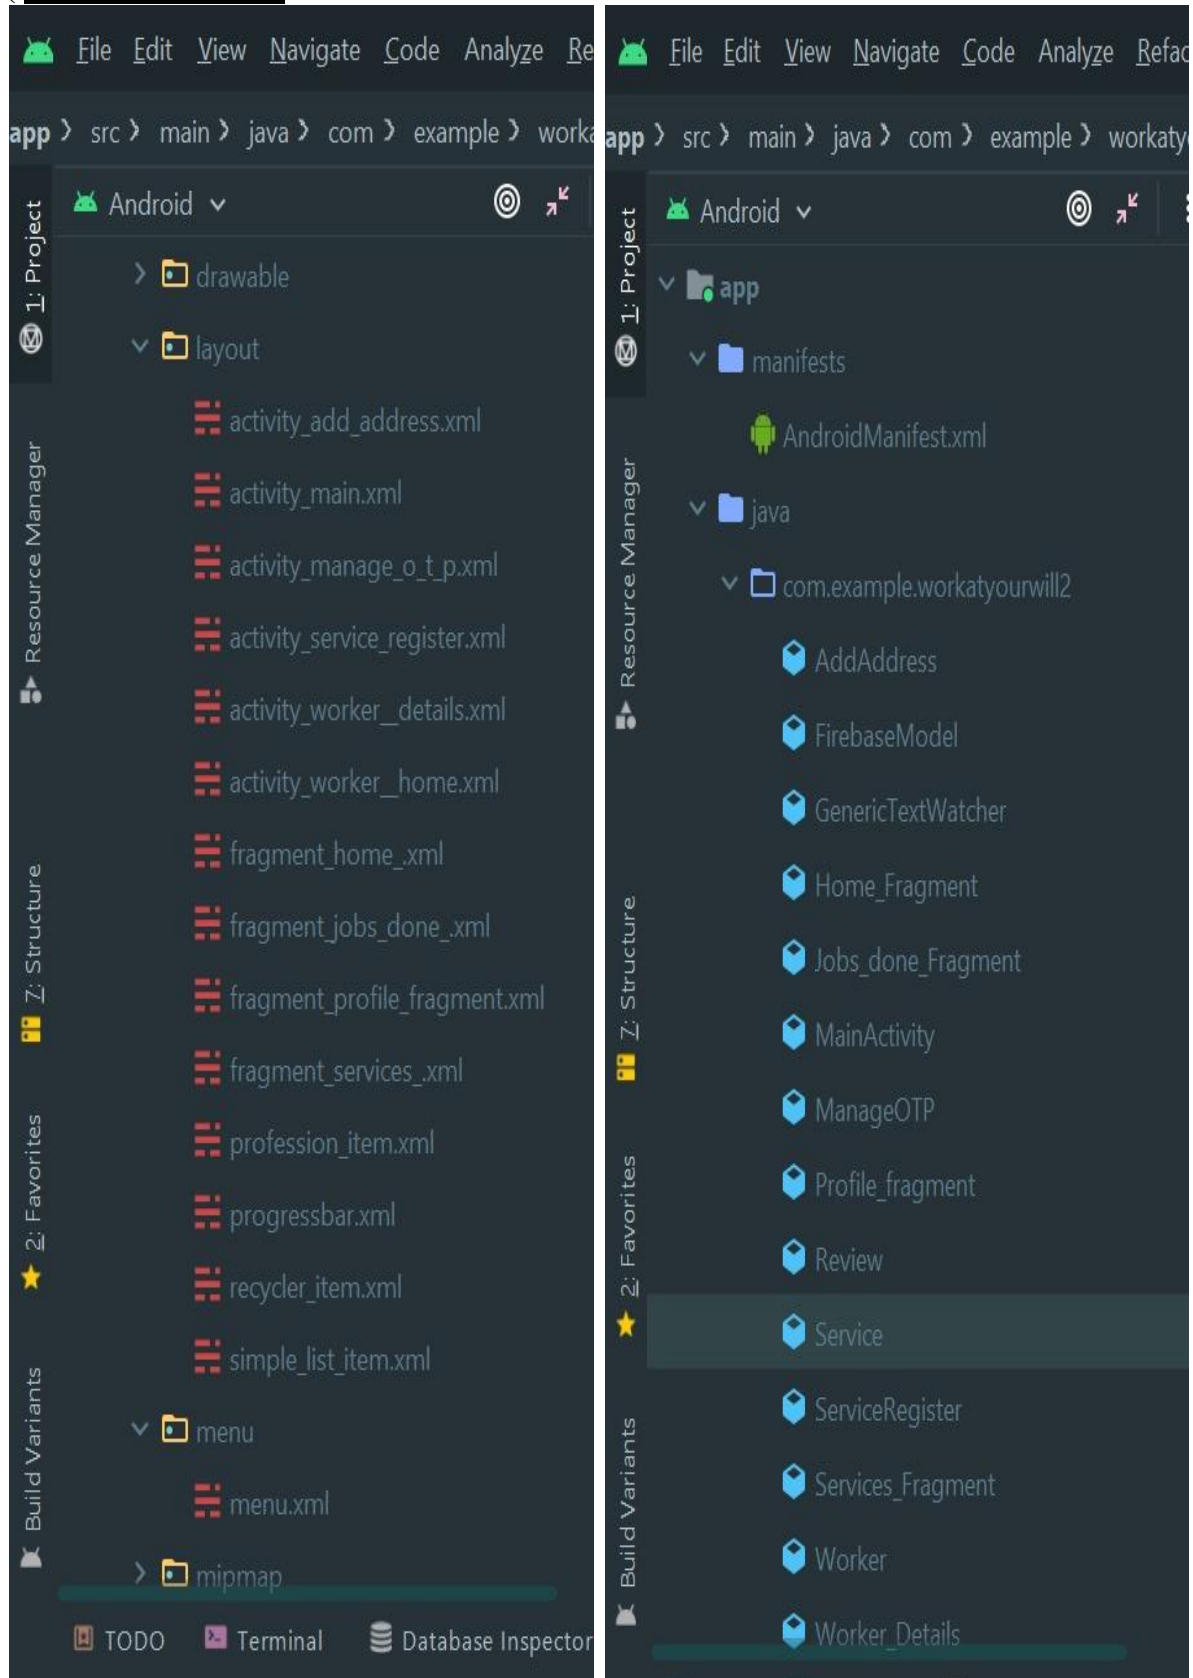 File Edit View Navigate Code Analyze Re
app src main java com example worka
Android
1: Project
Resource Manager
7: Structure
2: Favorites
Build Variants
drawable
layout
activity_add_address.xml
activity_main.xml
activity_manage_o_t_p.xml
activity_service_register.xml
activity_worker__details.xml
activity_worker__home.xml
fragment_home_.xml
fragment_jobs_done_.xml
fragment_profile_fragment.xml
fragment_services_.xml
profession_item.xml
progressbar.xml
recycler_item.xml
simple_list_item.xml
menu
menu.xml
mipmap
TODO Terminal Database Inspector
File Edit View Navigate Code Analyze Refac
app src main java com example workaty
Android
1: Project
Resource Manager
7: Structure
2: Favorites
Build Variants
app
manifests
AndroidManifest.xml
java
com.example.workatyourwill2
AddAddress
FirebaseModel
GenericTextWatcher
Home_Fragment
Jobs_done_Fragment
MainActivity
ManageOTP
Profile_fragment
Review
Service
ServiceRegister
Services_Fragment
Worker
Worker_Details